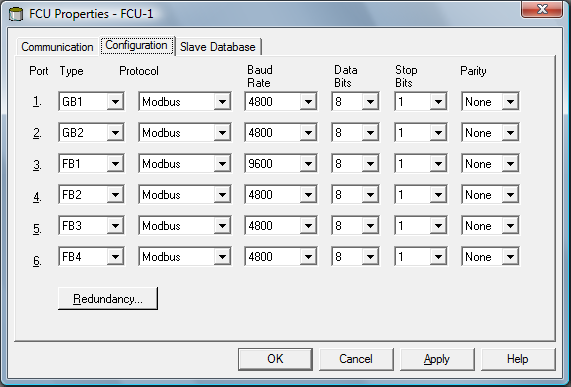 FCU Properties - FCU-1
Communication Configuration Slave Database
Port Type Protocol Baud Rate Data Bits Stop Bits Parity
1. GB1 Modbus 4800 8 1 None
2. GB2 Modbus 4800 8 1 None
3. FB1 Modbus 9600 8 1 None
4. FB2 Modbus 4800 8 1 None
5. FB3 Modbus 4800 8 1 None
6. FB4 Modbus 4800 8 1 None
Redundancy...
OK Cancel Apply Help